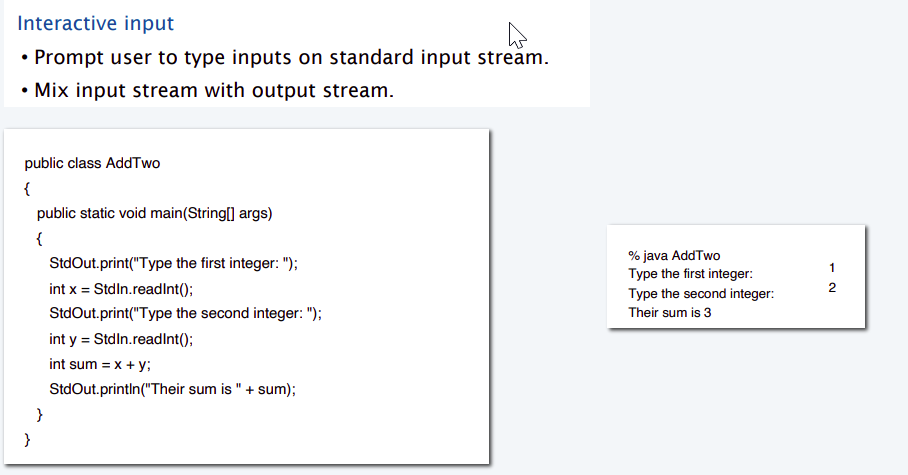 Interactive input
• Prompt user to type inputs on standard input stream.
• Mix input stream with output stream.
public class AddTwo
{
public static void main(String[] args)
{
StdOut.print("Type the first integer: ");
int x = StdIn.readInt();
StdOut.print("Type the second integer: ");
int y = StdIn.readInt();
int sum = x + y;
StdOut.println("Their sum is " + sum);
}
}
% java AddTwo
Type the first integer: 1
Type the second integer: 2
Their sum is 3